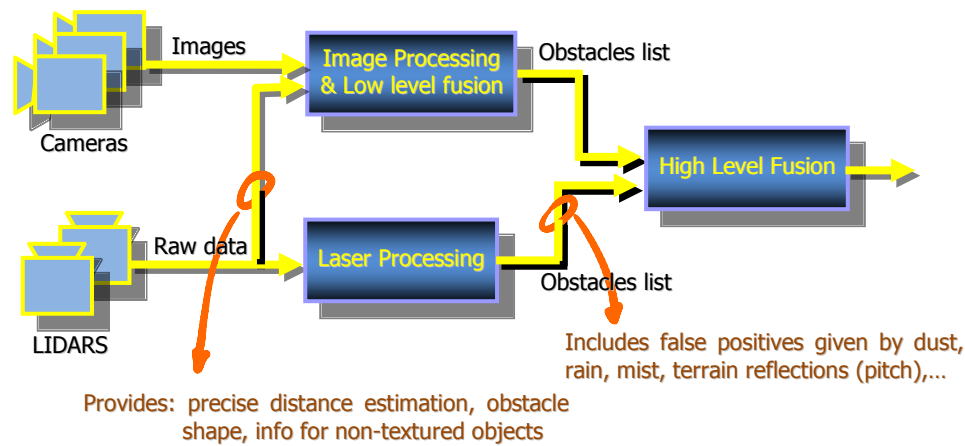 Images
Image Processing
& Low level fusion
Obstacles list
Cameras
High Level Fusion
Raw data
Laser Processing
Obstacles list
LIDARS
Includes false positives given by dust,
rain, mist, terrain reflections (pitch),...
Provides: precise distance estimation, obstacle
shape, info for non-textured objects